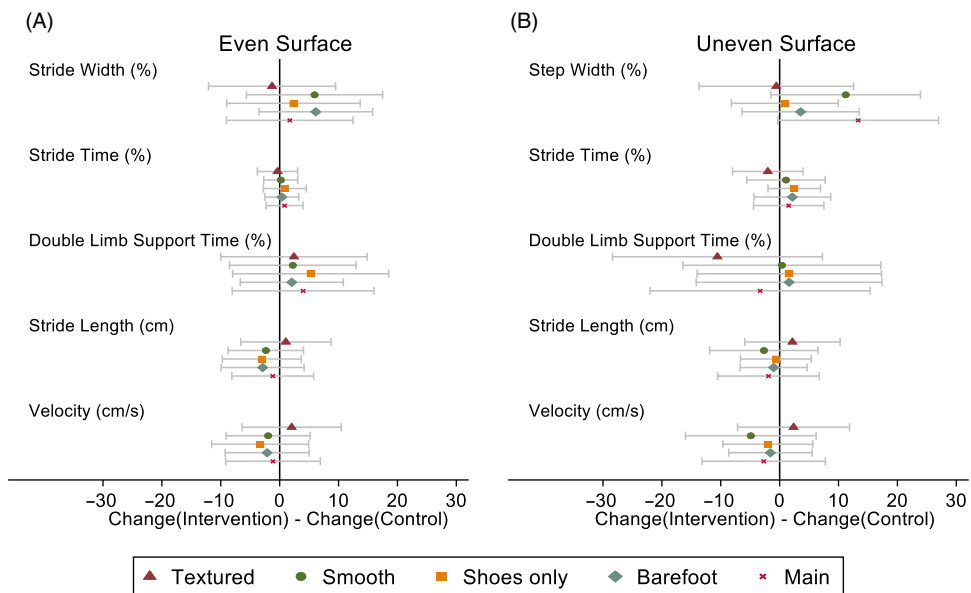 (A)
Even Surface
Stride Width (%)
Stride Time (%)
Double Limb Support Time (%)
Stride Length (cm)
Velocity (cm/s)
−30 −20 −10 0 10 20 30
Change(Intervention) - Change(Control)
(B)
Uneven Surface
Step Width (%)
Stride Time (%)
Double Limb Support Time (%)
Stride Length (cm)
Velocity (cm/s)
−30 −20 −10 0 10 20 30
Change(Intervention) - Change(Control)
Textured Smooth Shoes only Barefoot Main